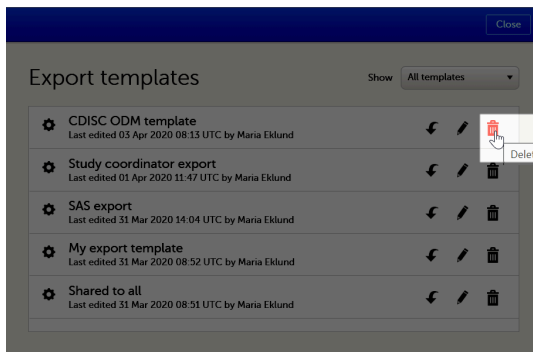 Close
Export templates
Show All templates
CDISC ODM template
Last edited 03 Apr 2020 08:13 UTC by Maria Eklund
Delet
Study coordinator export
Last edited 01 Apr 2020 11:47 UTC by Maria Eklund
SAS export
Last edited 31 Mar 2020 14:04 UTC by Maria Eklund
My export template
Last edited 31 Mar 2020 08:52 UTC by Maria Eklund
Shared to all
Last edited 31 Mar 2020 08:51 UTC by Maria Eklund